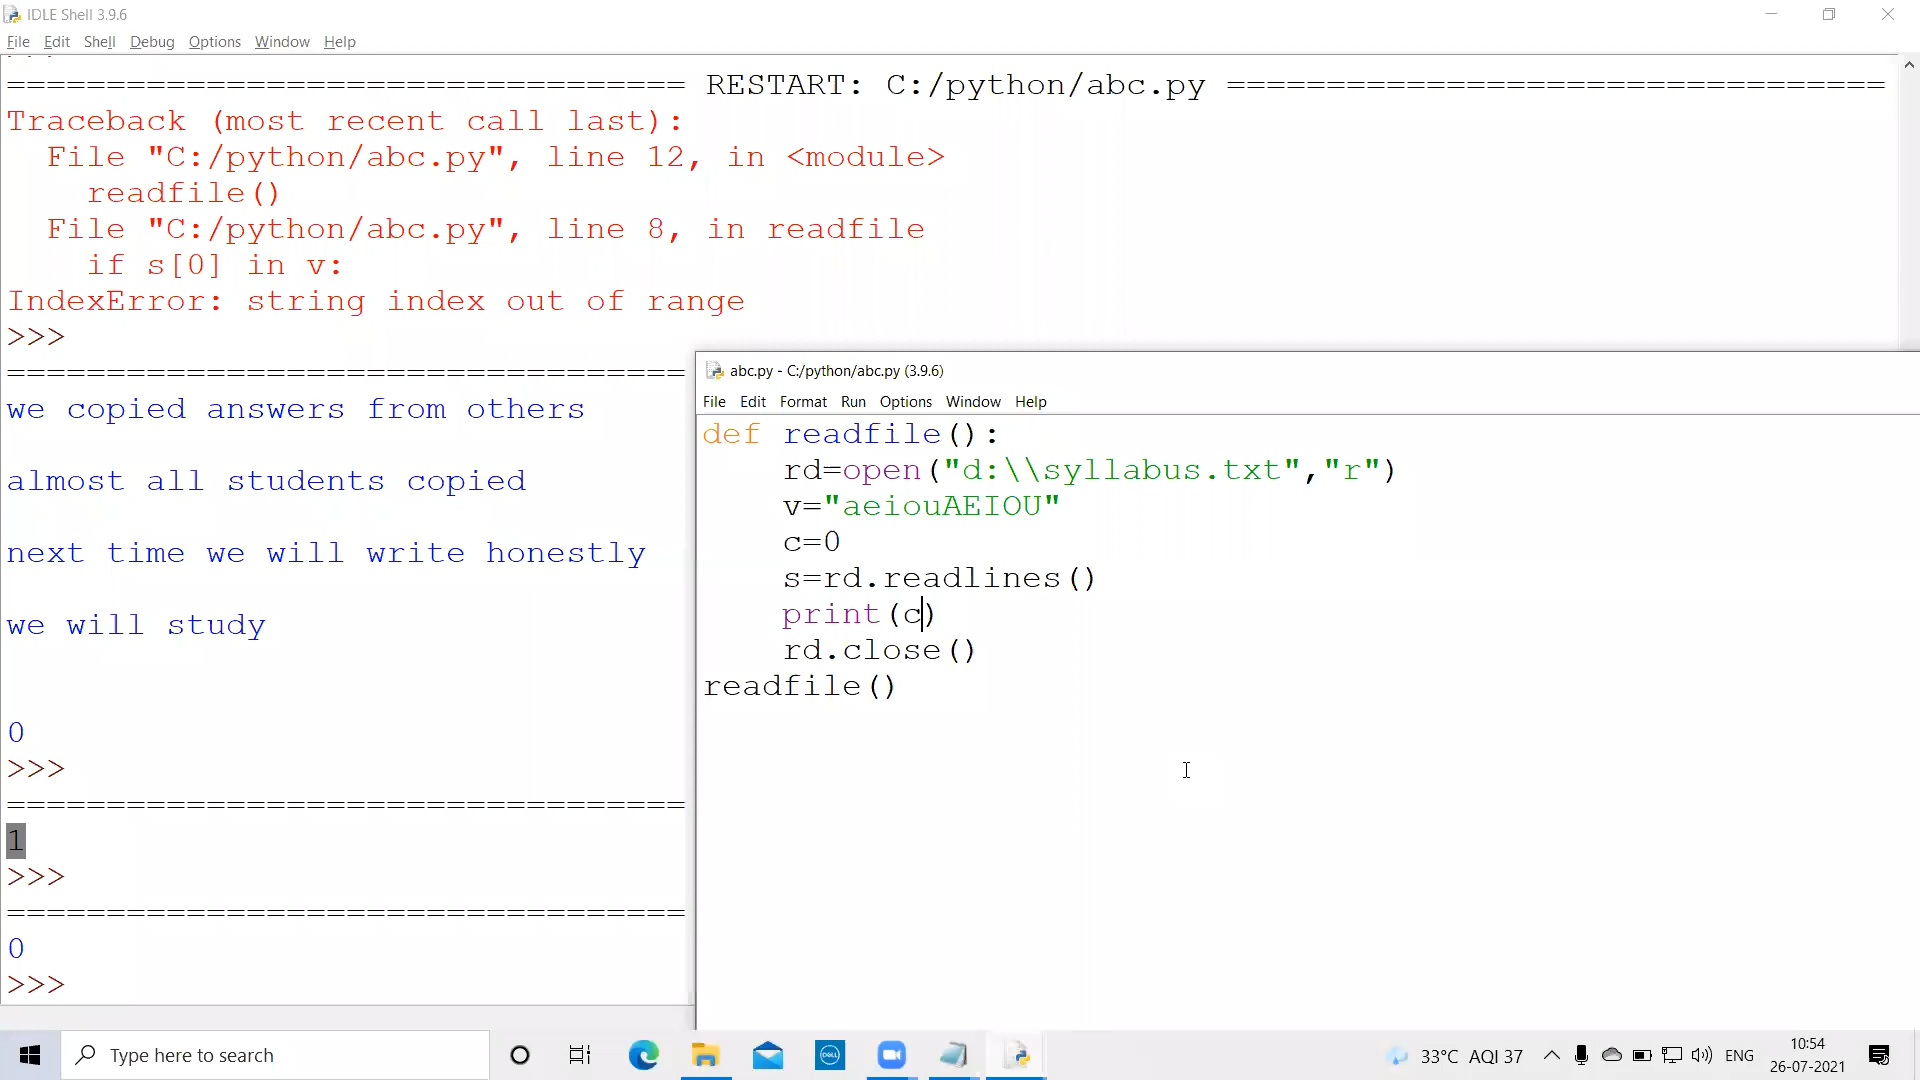 IDLE Shell 3.9.6
File Edit Shell Debug Options Window Help
================================== RESTART: C:/python/abc.py =================================
Traceback (most recent call last):
  File "C:/python/abc.py", line 12, in <module>
    readfile()
  File "C:/python/abc.py", line 8, in readfile
    if s[0] in v:
IndexError: string index out of range
>>>
==================================
we copied answers from others
almost all students copied
next time we will write honestly
we will study
0
>>>
==================================
1
>>>
==================================
0
>>>
abc.py - C:/python/abc.py (3.9.6)
File Edit Format Run Options Window Help
def readfile():
    rd=open("d:\\syllabus.txt","r")
    v="aeiouAEIOU"
    c=0
    s=rd.readlines()
    print(c)
    rd.close()
readfile()
Type here to search
DELL
33°C AQI 37
ENG
10:54
26-07-2021